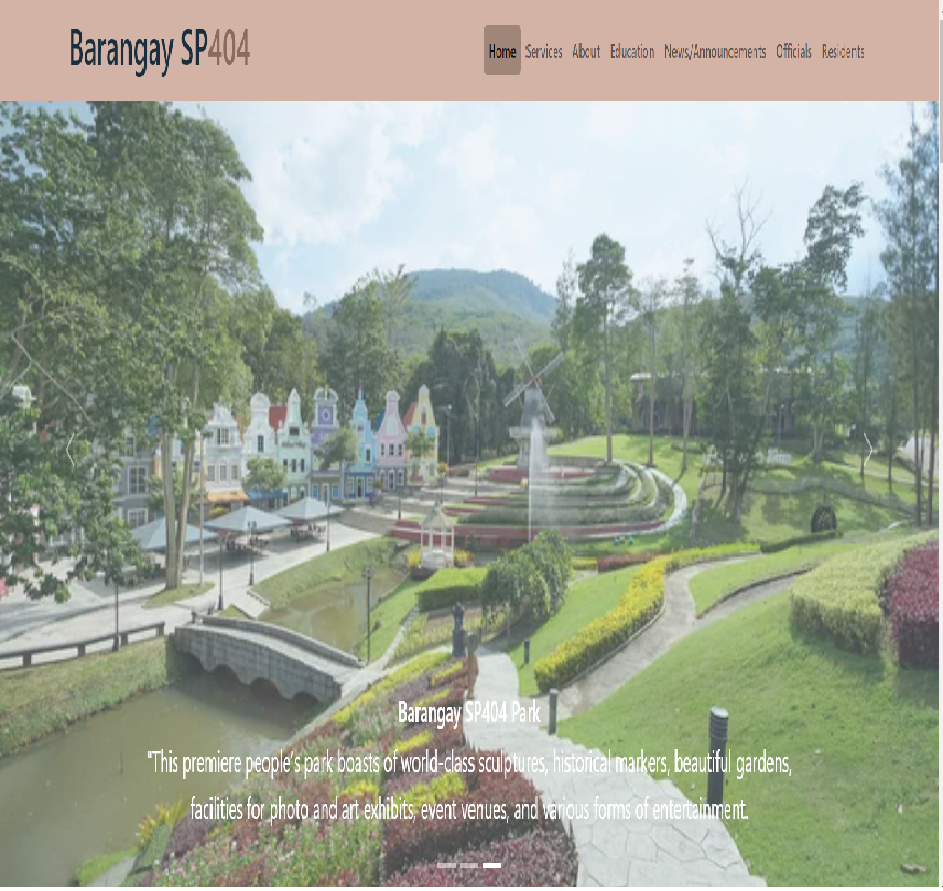 Barangay SP404
Home Services About Education News/Announcements Officials Residents
Barangay SP404 Park
"This premiere people's park boasts of world-class sculptures, historical markers, beautiful gardens,
facilities for photo and art exhibits, event venues, and various forms of entertainment.